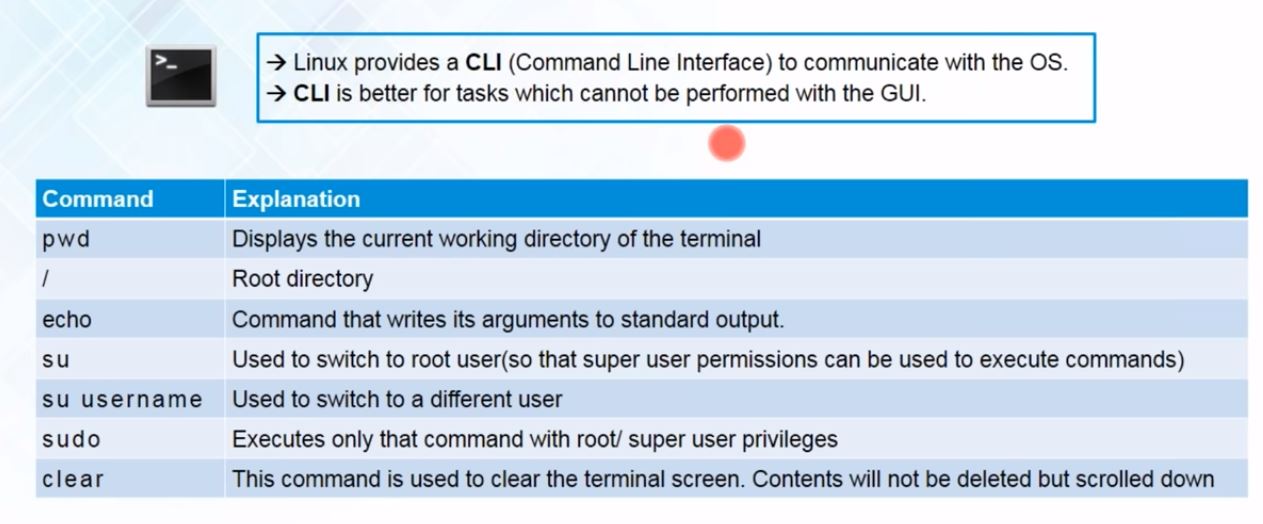 >_
→ Linux provides a CLI (Command Line Interface) to communicate with the OS.
→ CLI is better for tasks which cannot be performed with the GUI.
Command Explanation
pwd Displays the current working directory of the terminal
/ Root directory
echo Command that writes its arguments to standard output.
su Used to switch to root user(so that super user permissions can be used to execute commands)
su username Used to switch to a different user
sudo Executes only that command with root/ super user privileges
clear This command is used to clear the terminal screen. Contents will not be deleted but scrolled down